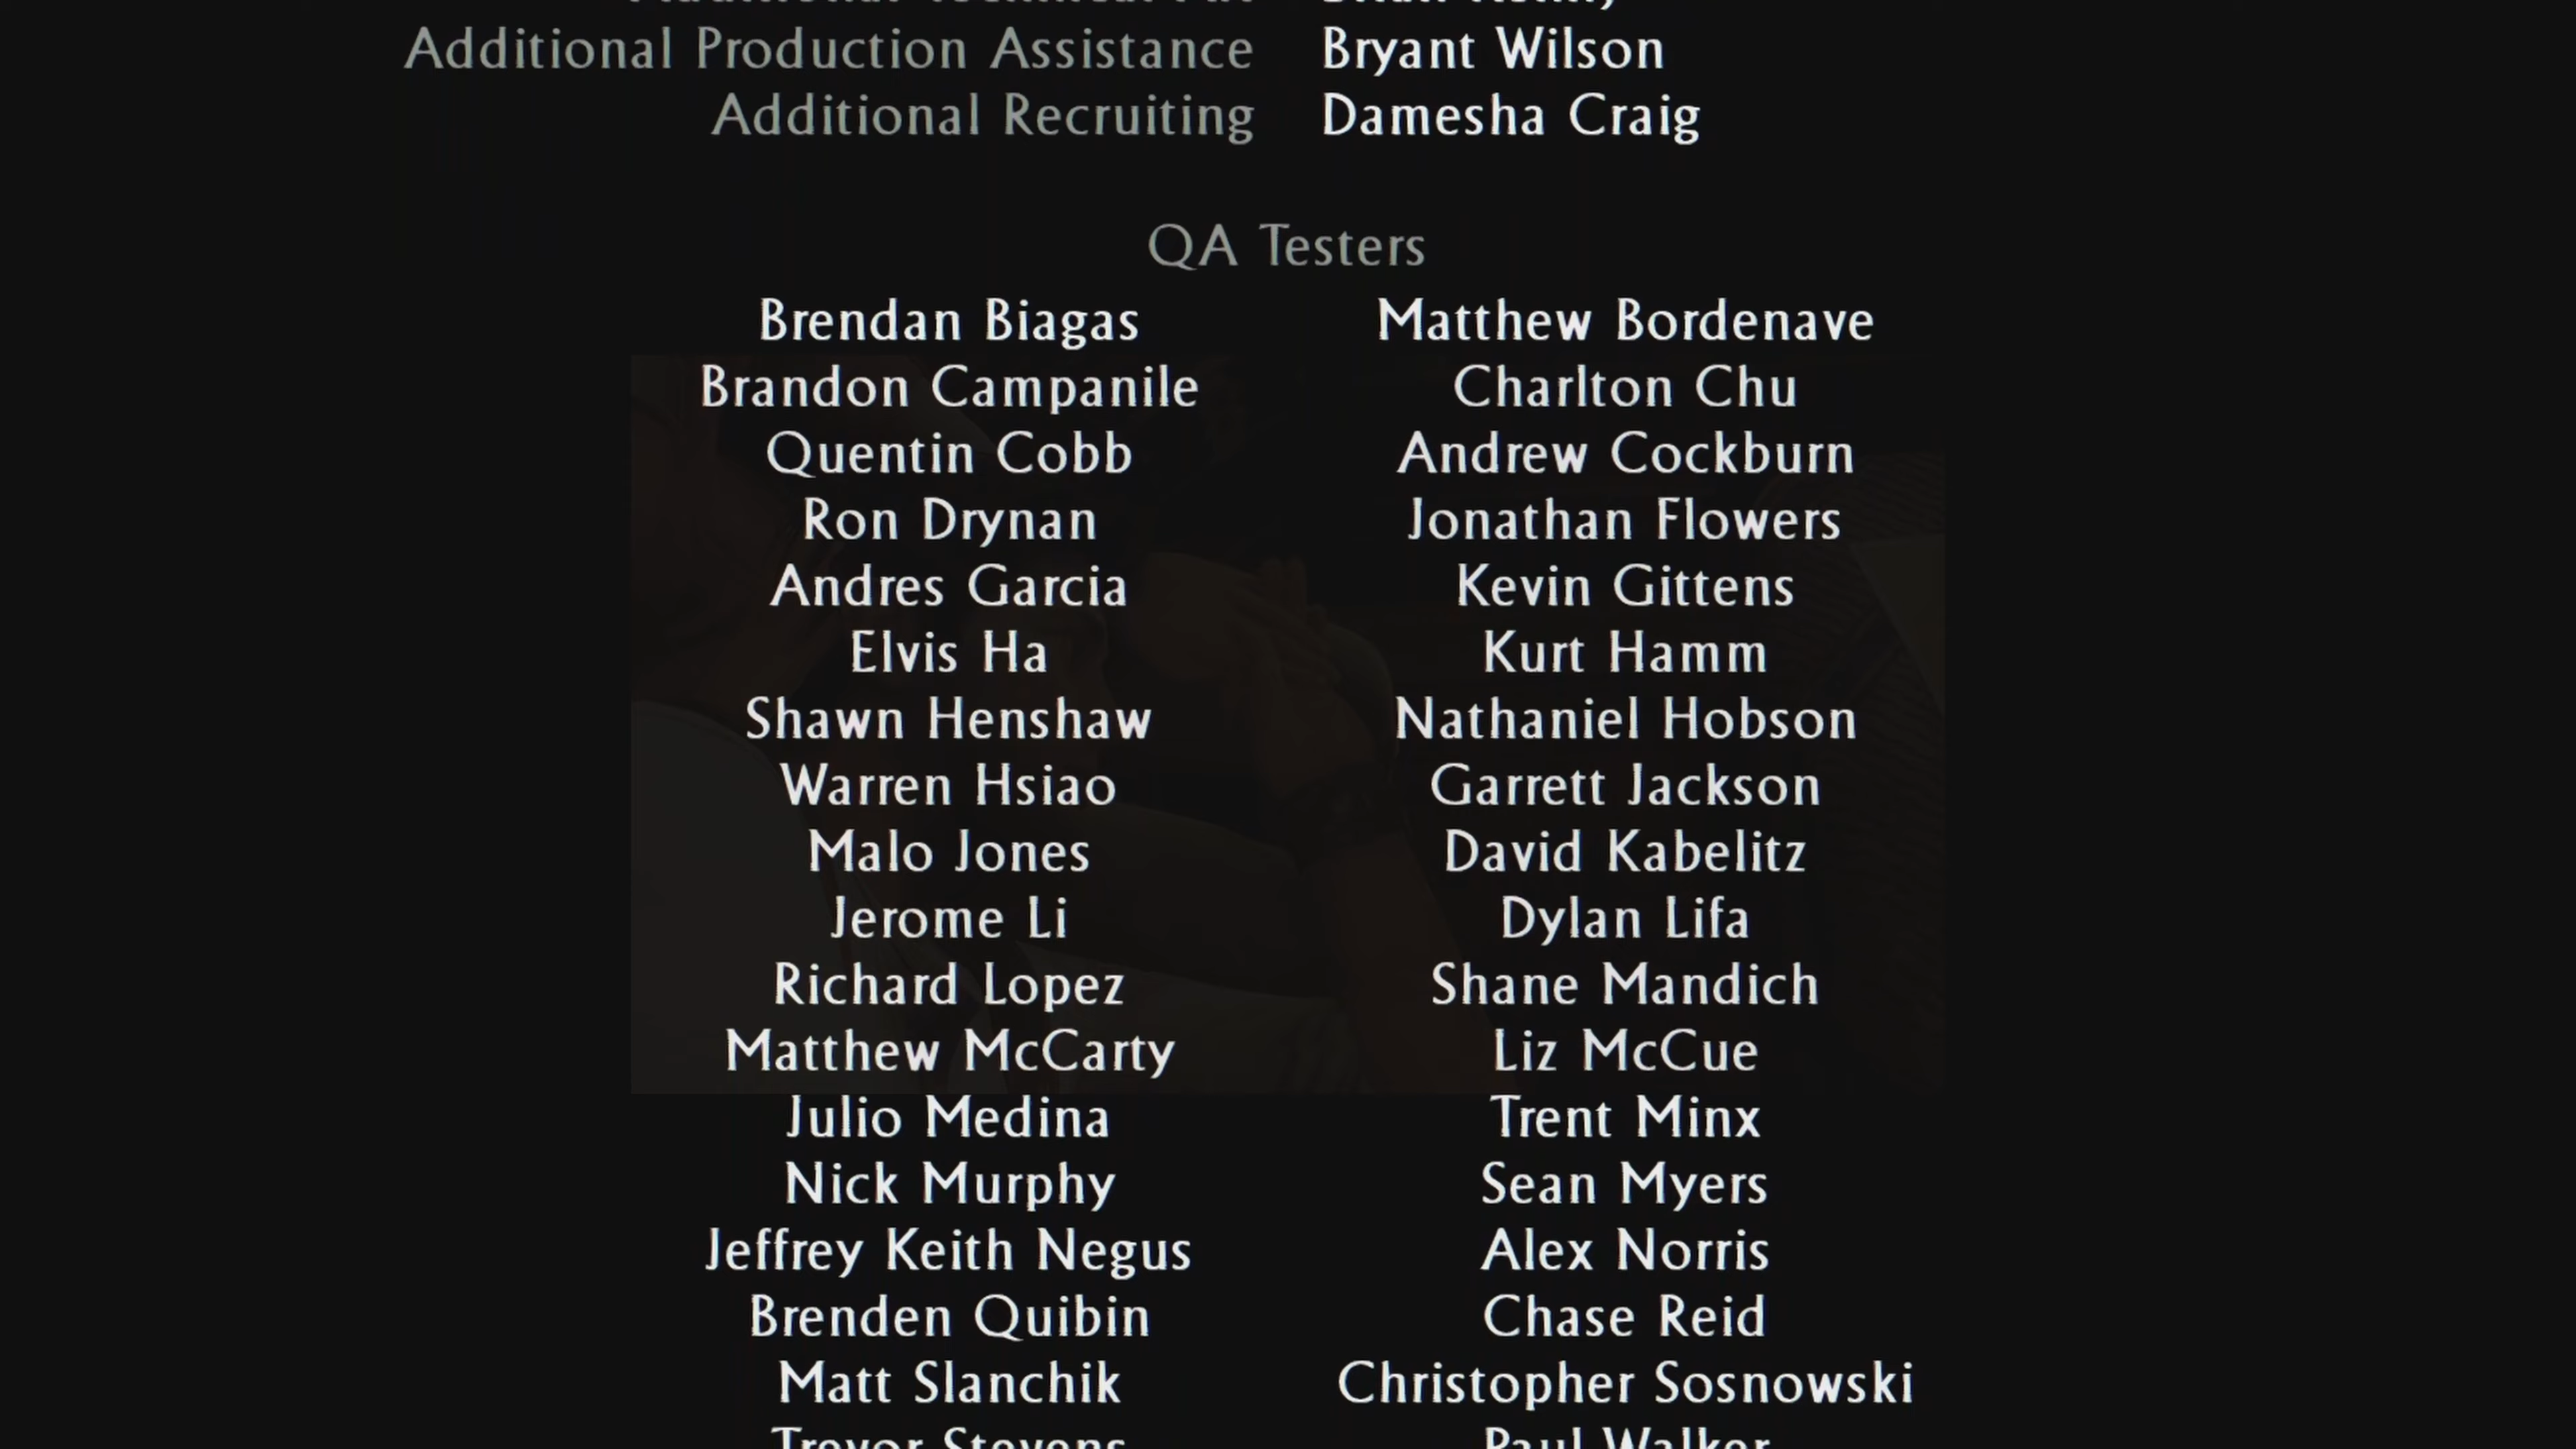 Additional Production Assistance Bryant Wilson
Additional Recruiting Damesha Craig
QA Testers
Brendan Biagas Matthew Bordenave
Brandon Campanile Charlton Chu
Quentin Cobb Andrew Cockburn
Ron Drynan Jonathan Flowers
Andres Garcia Kevin Gittens
Elvis Ha Kurt Hamm
Shawn Henshaw Nathaniel Hobson
Warren Hsiao Garrett Jackson
Malo Jones David Kabelitz
Jerome Li Dylan Lifa
Richard Lopez Shane Mandich
Matthew McCarty Liz McCue
Julio Medina Trent Minx
Nick Murphy Sean Myers
Jeffrey Keith Negus Alex Norris
Brenden Quibin Chase Reid
Matt Slanchik Christopher Sosnowski
Trevor Stevens Paul Walker